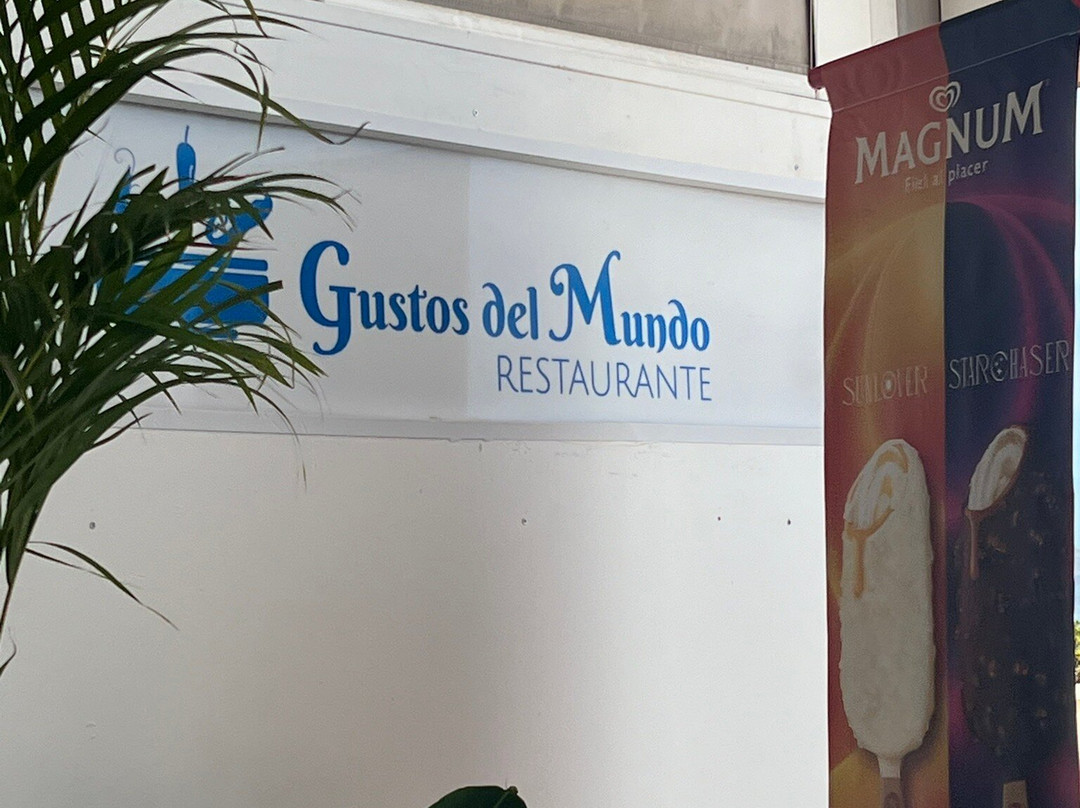 Gustos del Mundo
RESTAURANTE
MAGNUM
Fiel al placer
SUNLOVER
STARCHASER